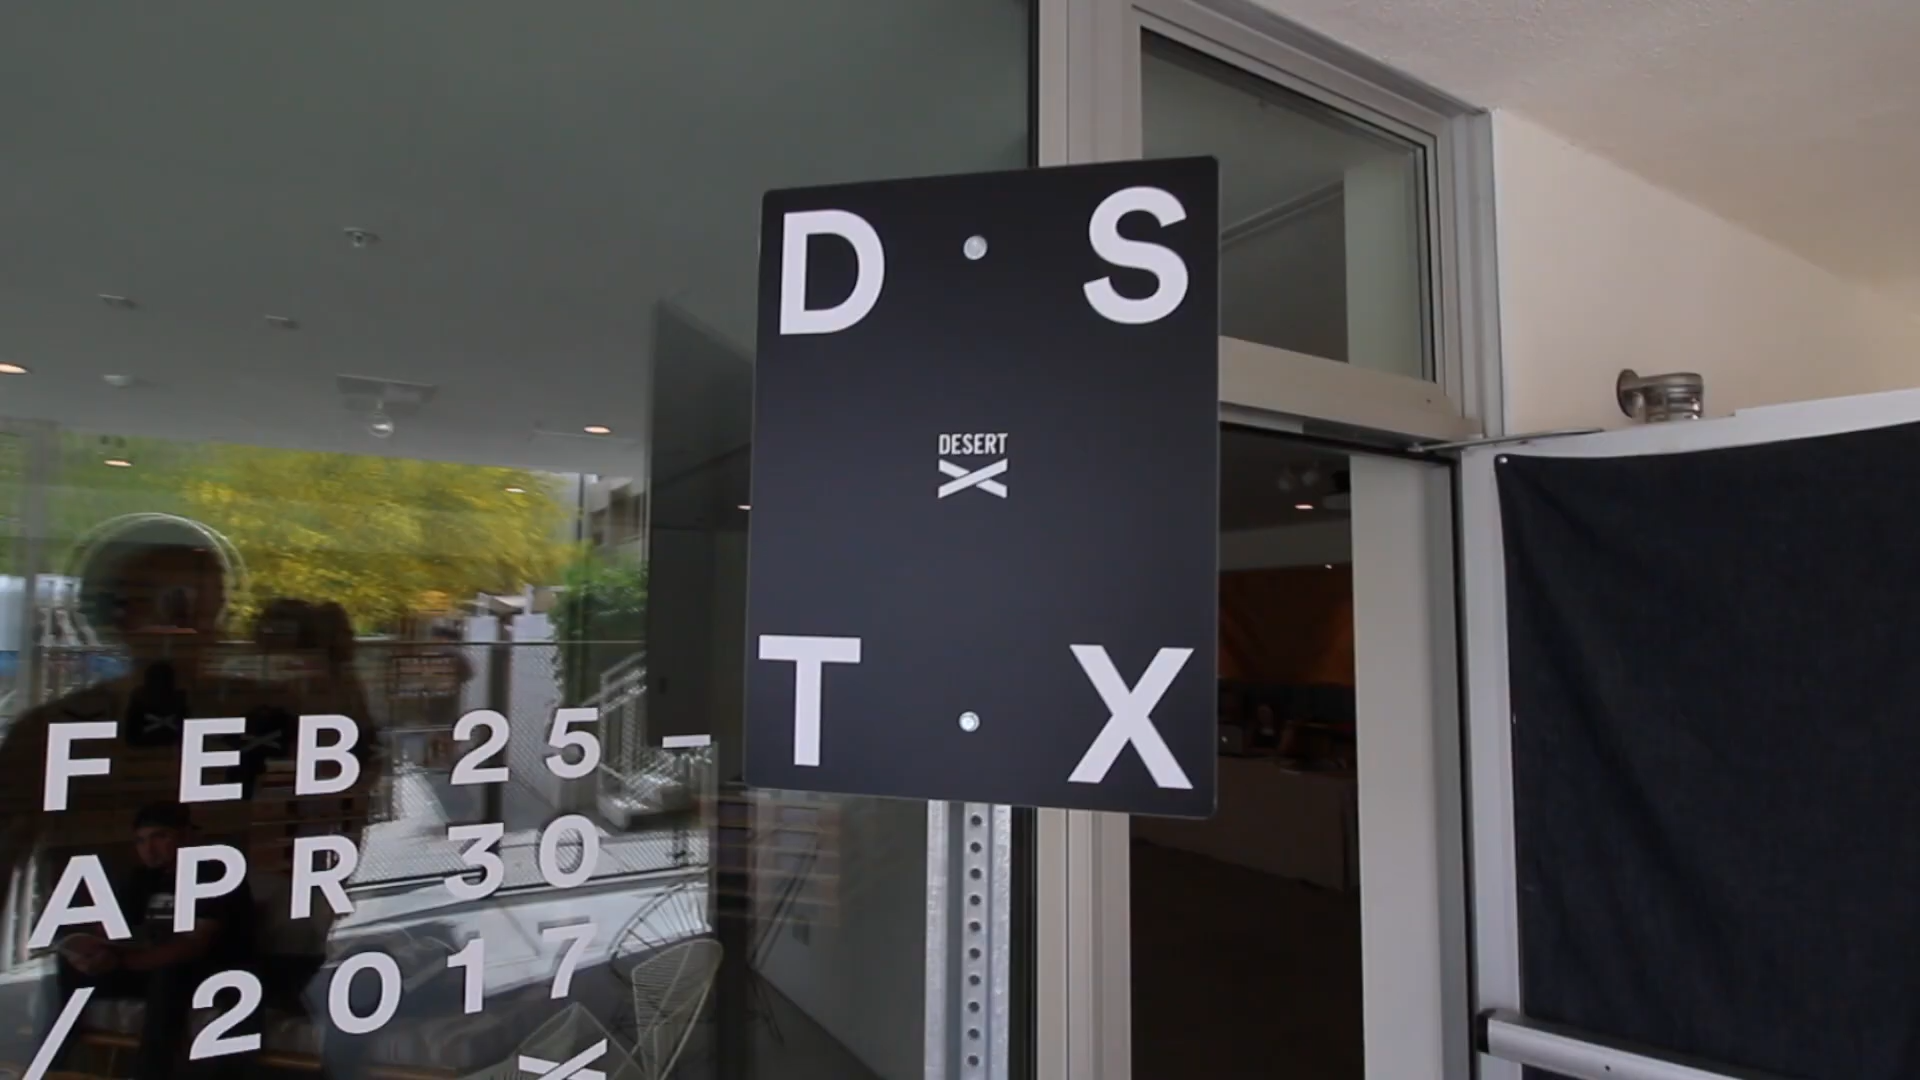 D S
DESERT
X
T X
FEB 25 –
APR 30
/ 2017
X